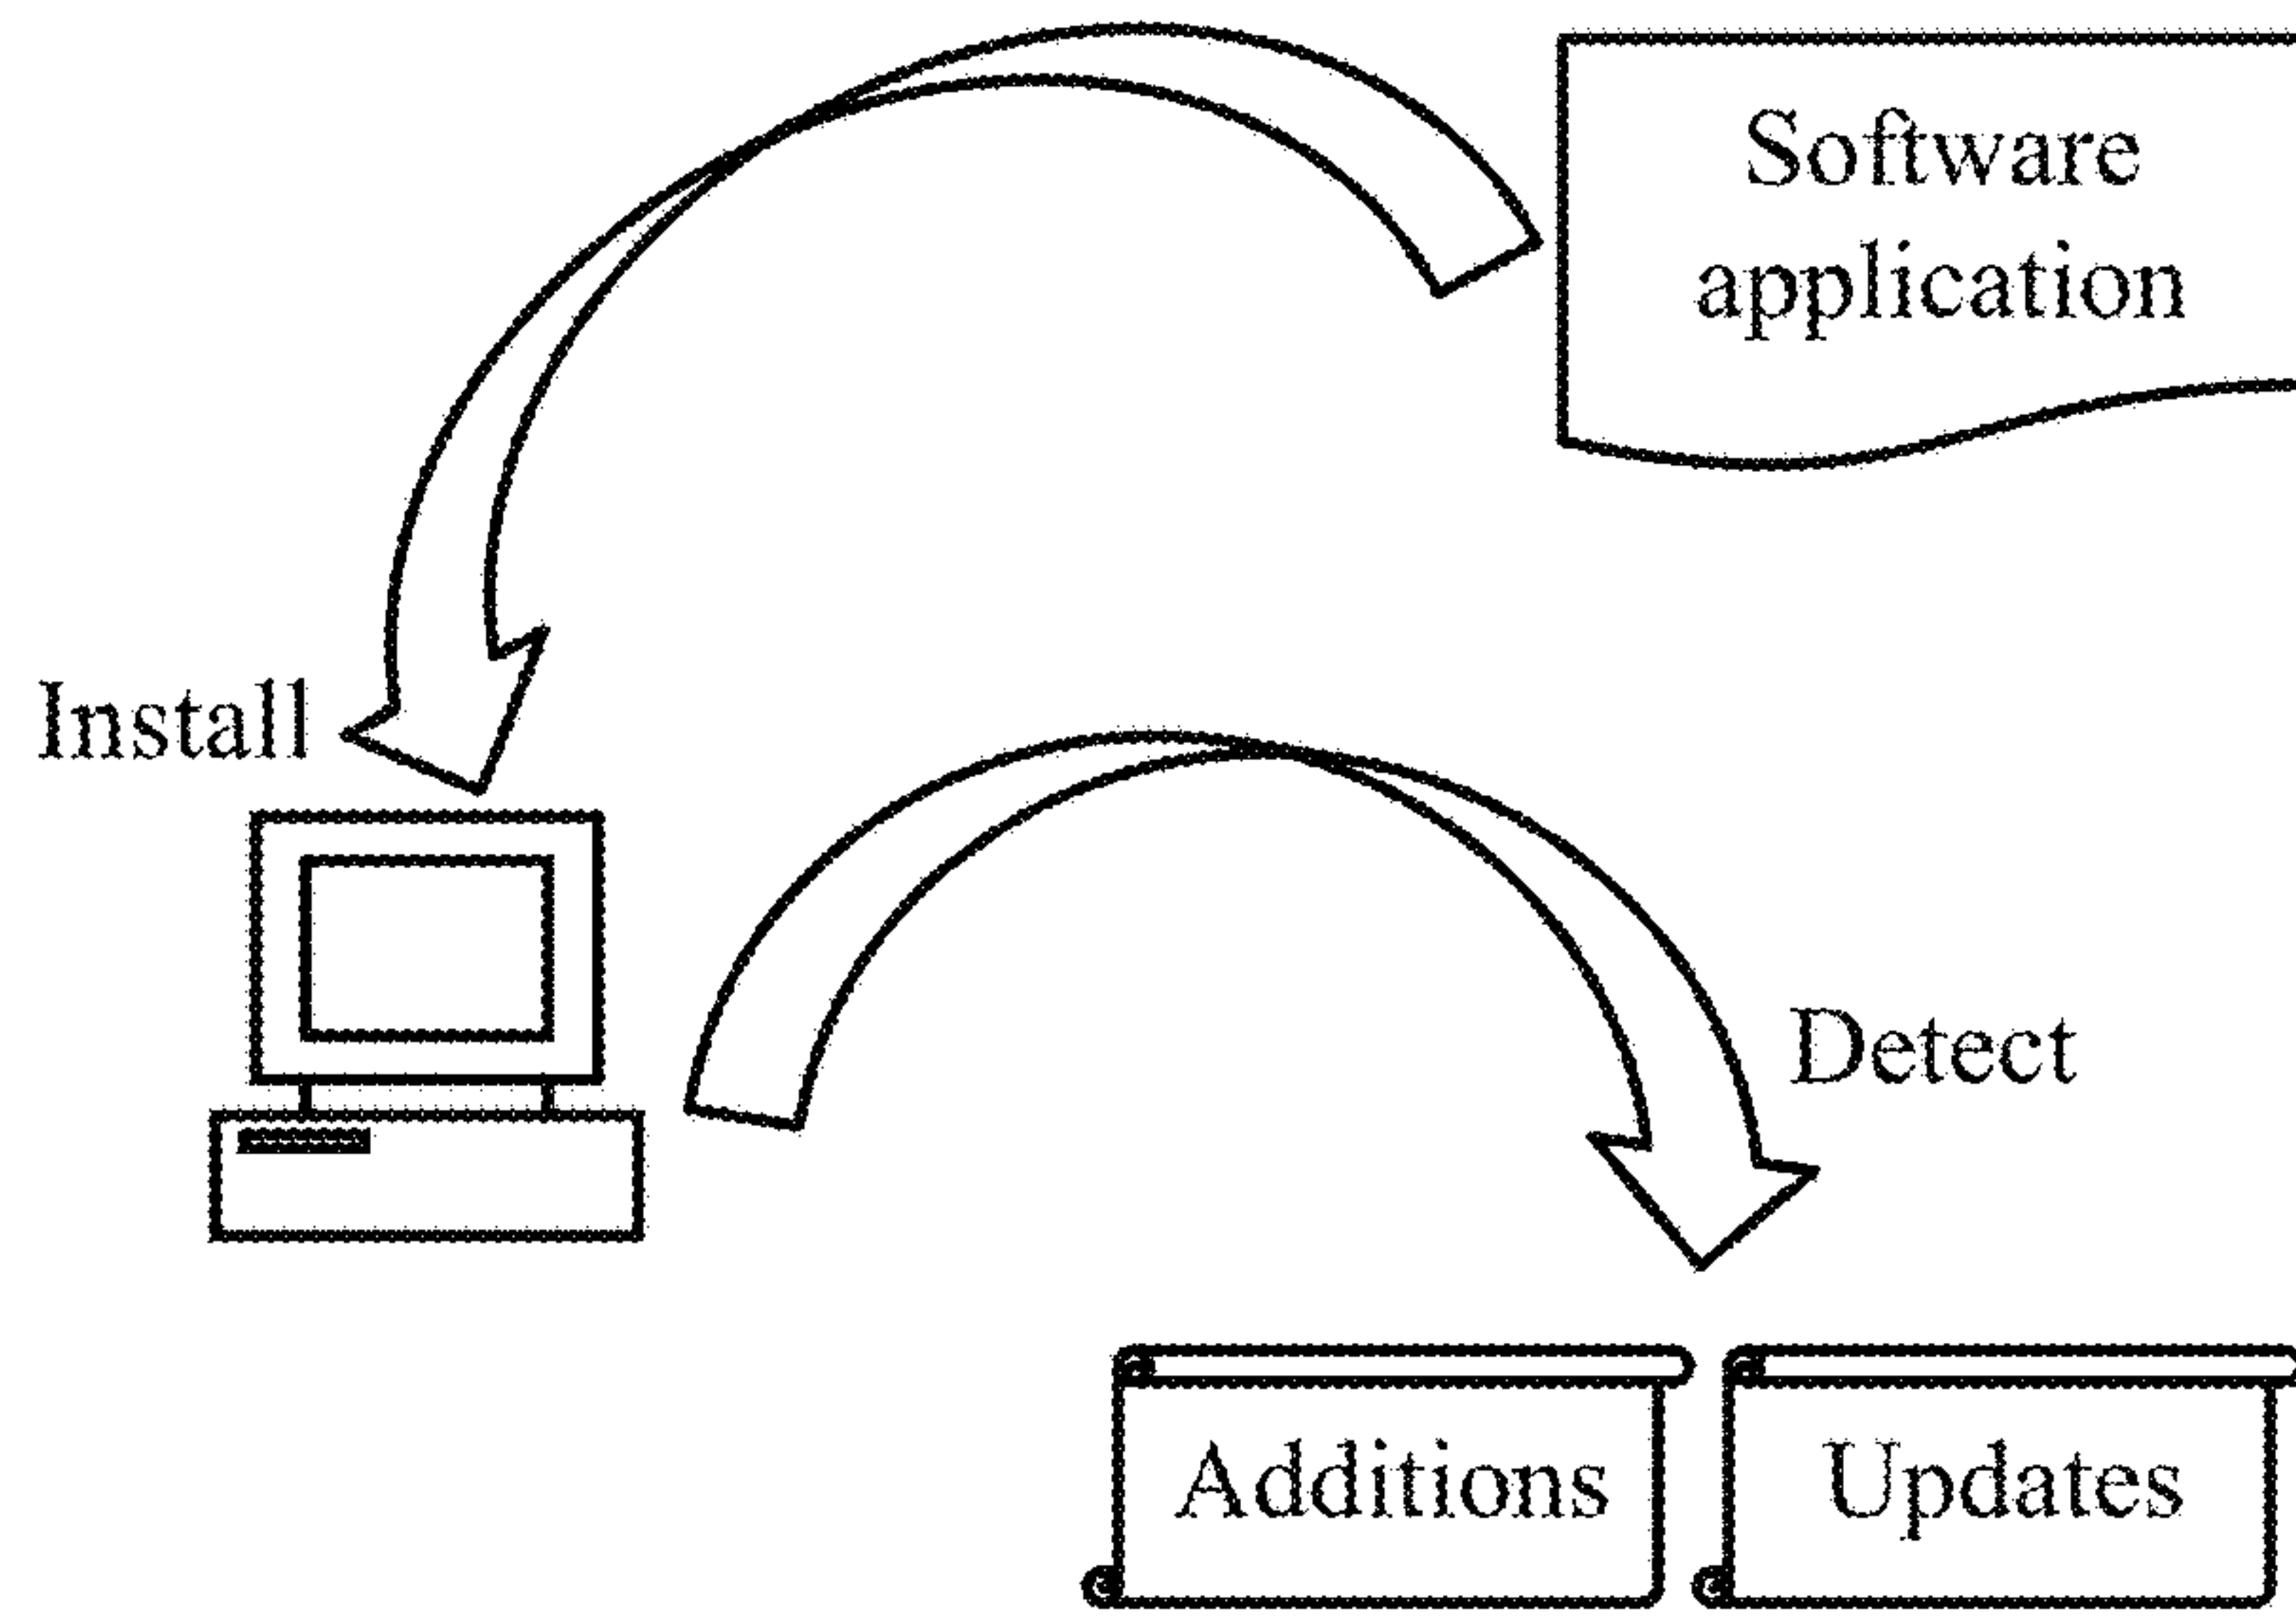 Software
application
Install
Detect
Additions
Updates